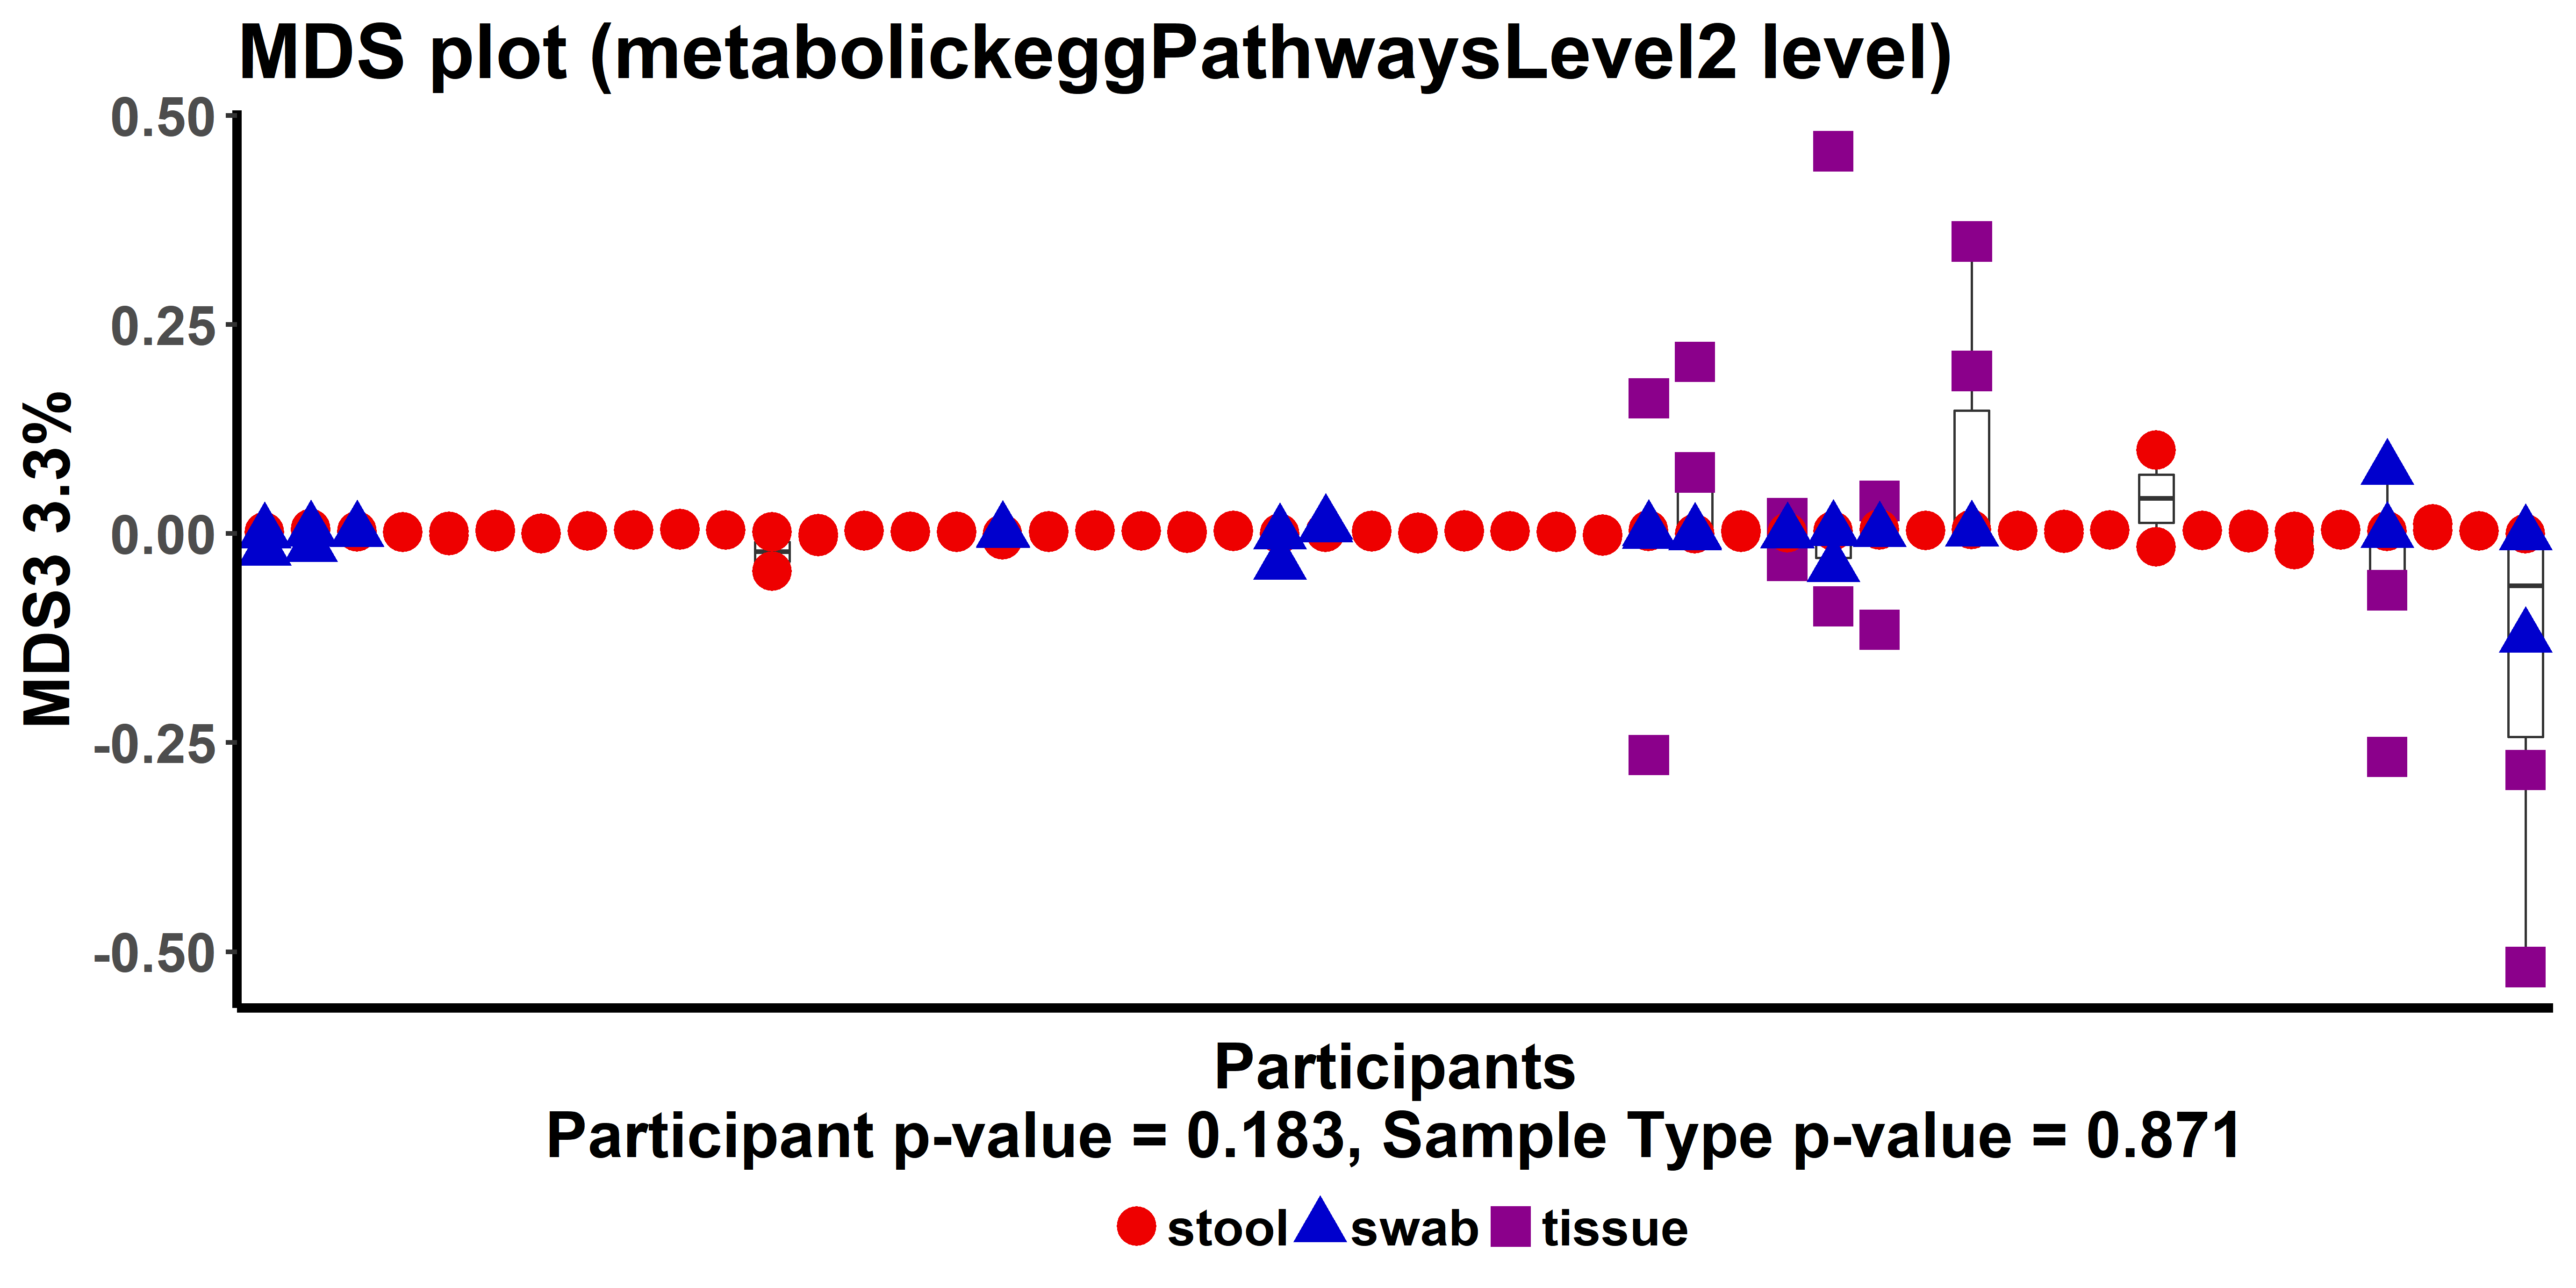 MDS plot (metabolickeggPathwaysLevel2 level)
0.50
0.25
0.00
-0.25
-0.50
MDS3 3.3%
Participants
Participant p-value = 0.183, Sample Type p-value = 0.871
stool swab tissue